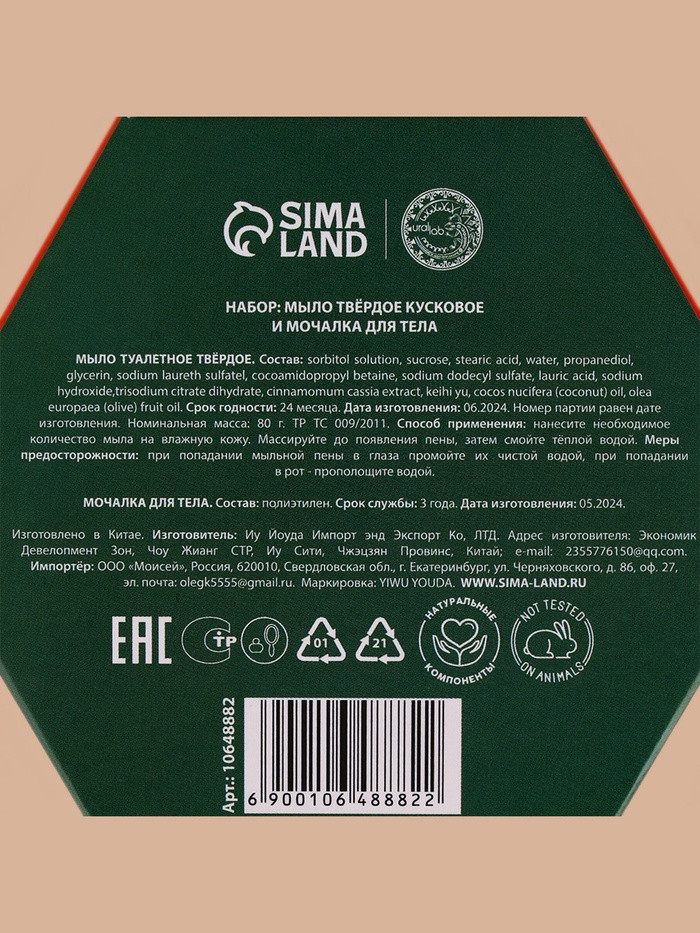 SIMA
LAND
ural lab
НАБОР: МЫЛО ТВЁРДОЕ КУСКОВОЕ
И МОЧАЛКА ДЛЯ ТЕЛА
МЫЛО ТУАЛЕТНОЕ ТВЁРДОЕ. Состав: sorbitol solution, sucrose, stearic acid, water, propanediol,
glycerin, sodium laureth sulfatel, cocoamidopropyl betaine, sodium dodecyl sulfate, lauric acid, sodium
hydroxide,trisodium citrate dihydrate, cinnamomum cassia extract, keihi yu, cocos nucifera (coconut) oil, olea
europaea (olive) fruit oil. Срок годности: 24 месяца. Дата изготовления: 06.2024. Номер партии равен дате
изготовления. Номинальная масса: 80 г. ТР ТС 009/2011. Способ применения: нанесите необходимое
количество мыла на влажную кожу. Массируйте до появления пены, затем смойте тёплой водой. Меры
предосторожности: при попадании мыльной пены в глаза промойте их чистой водой, при попадании
в рот - прополощите водой.
МОЧАЛКА ДЛЯ ТЕЛА. Состав: полиэтилен. Срок службы: 3 года. Дата изготовления: 05.2024.
Изготовлено в Китае. Изготовитель: Иу Йоуда Импорт энд Экспорт Ко, ЛТД. Адрес изготовителя: Экономик
Девелопмент Зон, Чоу Жианг СТР, Иу Сити, Чжэцзян Провинс, Китай; e-mail: 2355776150@qq.com.
Импортёр: ООО «Моисей», Россия, 620010, Свердловская обл., г. Екатеринбург, ул. Черняховского, д. 86, оф. 27,
эл. почта: olegk5555@gmail.ru. Маркировка: YIWU YOUDA. WWW.SIMA-LAND.RU
EAC
СТР
01
21
НАТУРАЛЬНЫЕ
КОМПОНЕНТЫ
NOT TESTED
ON ANIMALS
Арт.: 10648882
6 900106 488822